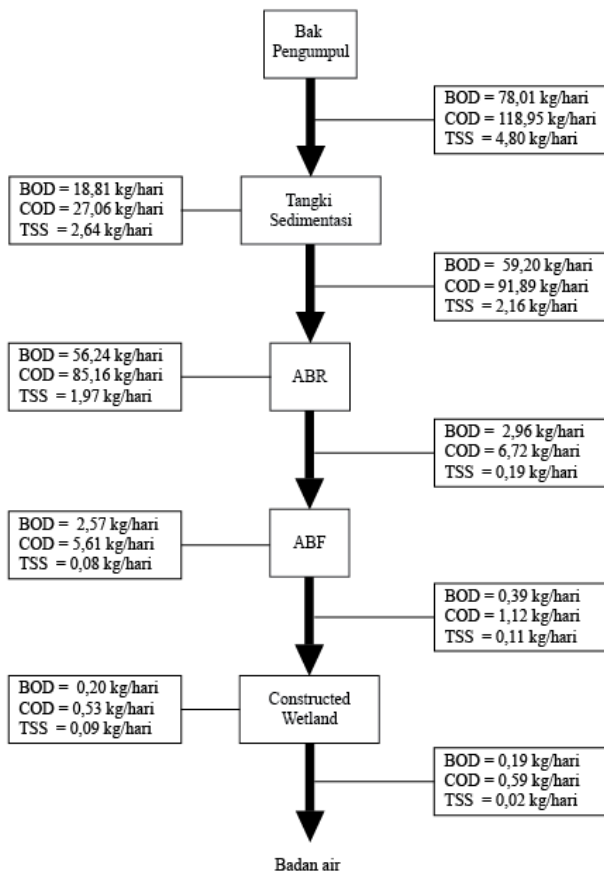 Bak
Pengumpul
BOD = 78,01 kg/hari
COD = 118,95 kg/hari
TSS = 4,80 kg/hari
BOD = 18,81 kg/hari
COD = 27,06 kg/hari
TSS = 2,64 kg/hari
Tangki
Sedimentasi
BOD = 59,20 kg/hari
COD = 91,89 kg/hari
TSS = 2,16 kg/hari
BOD = 56,24 kg/hari
COD = 85,16 kg/hari
TSS = 1,97 kg/hari
ABR
BOD = 2,96 kg/hari
COD = 6,72 kg/hari
TSS = 0,19 kg/hari
BOD = 2,57 kg/hari
COD = 5,61 kg/hari
TSS = 0,08 kg/hari
ABF
BOD = 0,39 kg/hari
COD = 1,12 kg/hari
TSS = 0,11 kg/hari
BOD = 0,20 kg/hari
COD = 0,53 kg/hari
TSS = 0,09 kg/hari
Constructed
Wetland
BOD = 0,19 kg/hari
COD = 0,59 kg/hari
TSS = 0,02 kg/hari
Badan air